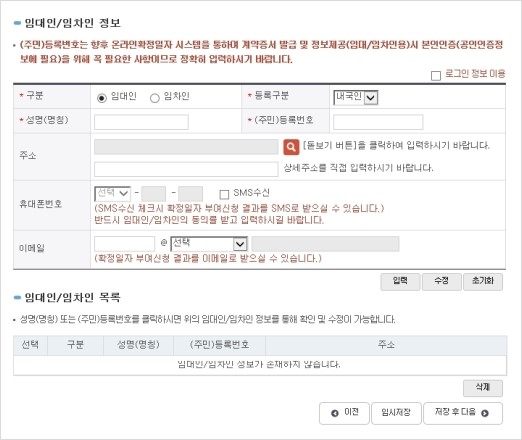 임대인/임차인 정보
• (주민)등록번호는 향후 온라인확정일자 시스템을 통하여 계약증서 발급 및 정보제공(임대/임차인용)시 본인인증(공인인증정
보에 필요)을 위해 꼭 필요한 사항이므로 정확히 입력하시기 바랍니다.
로그인 정보 이용
* 구분 임대인 임차인 * 등록구분 내국인
* 성명(명칭) * (주민)등록번호
주소 [돋보기 버튼]을 클릭하여 입력하시기 바랍니다.
상세주소를 직접 입력하시기 바랍니다.
휴대폰번호 선택 - - SMS수신
(SMS수신 체크시 확정일자 부여신청 결과를 SMS로 받으실 수 있습니다.)
반드시 임대인/임차인의 동의를 받고 입력하시길 바랍니다.
이메일 @ 선택
(확정일자 부여신청 결과를 이메일로 받으실 수 있습니다.)
입력 수정 초기화
임대인/임차인 목록
• 성명(명칭) 또는 (주민)등록번호를 클릭하시면 위의 임대인/임차인 정보를 통해 확인 및 수정이 가능합니다.
선택 구분 성명(명칭) (주민)등록번호 주소
임대인/임차인 정보가 존재하지 않습니다.
삭제
이전 임시저장 저장 후 다음